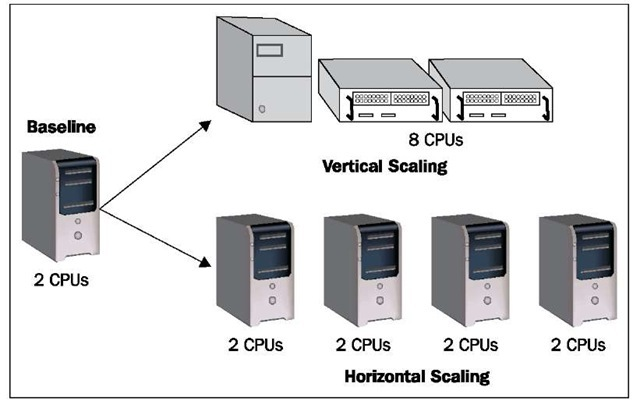 8 CPUs
Baseline
Vertical Scaling
2 CPUs
2 CPUs
2 CPUs
2 CPUs
2 CPUs
Horizontal Scaling